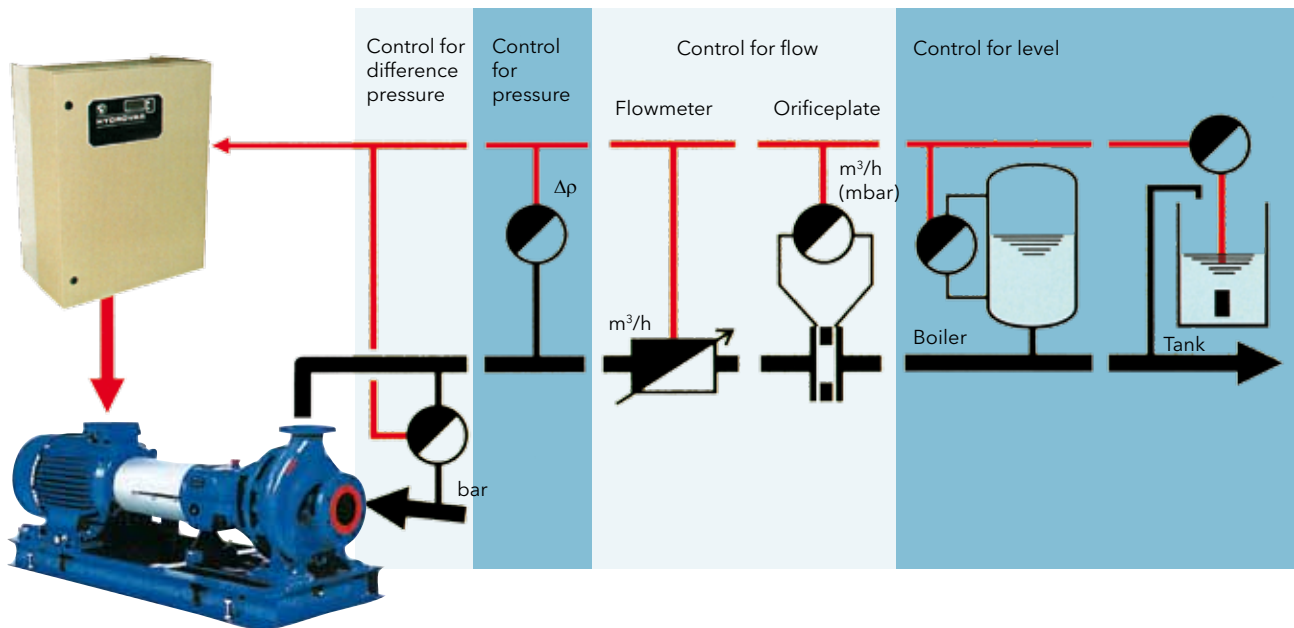 Control for
difference
pressure
Control
for
pressure
Control for flow
Flowmeter
Orificeplate
Control for level
HYDROVAR
Δρ
m³/h
(mbar)
m³/h
Boiler
Tank
bar